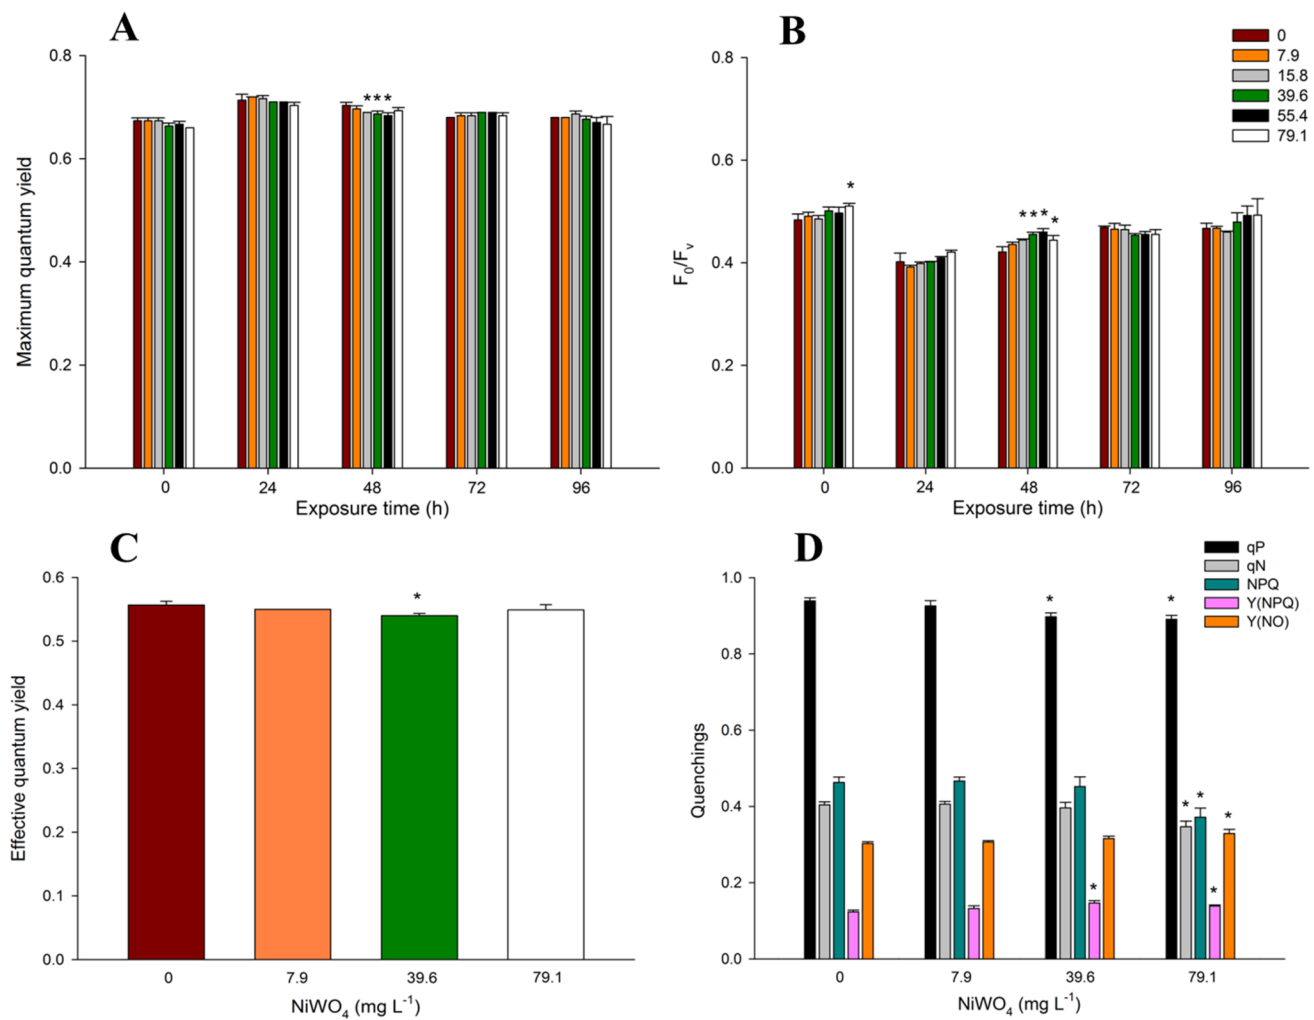 A
0.8
0.6
0.4
0.2
0.0
Maximum quantum yield
***
0 24 48 72 96
Exposure time (h)
B
0
7.9
15.8
39.6
55.4
79.1
0.8
0.6
0.4
0.2
0.0
F0/Fv
*
***
*
0 24 48 72 96
Exposure time (h)
C
0.6
0.5
0.4
0.3
0.2
0.1
0.0
Effective quantum yield
*
0 7.9 39.6 79.1
NiWO4 (mg L-1)
D
qP
qN
NPQ
Y(NPQ)
Y(NO)
1.0
0.8
0.6
0.4
0.2
0.0
Quenchings
* *
* * *
* *
0 7.9 39.6 79.1
NiWO4 (mg L-1)